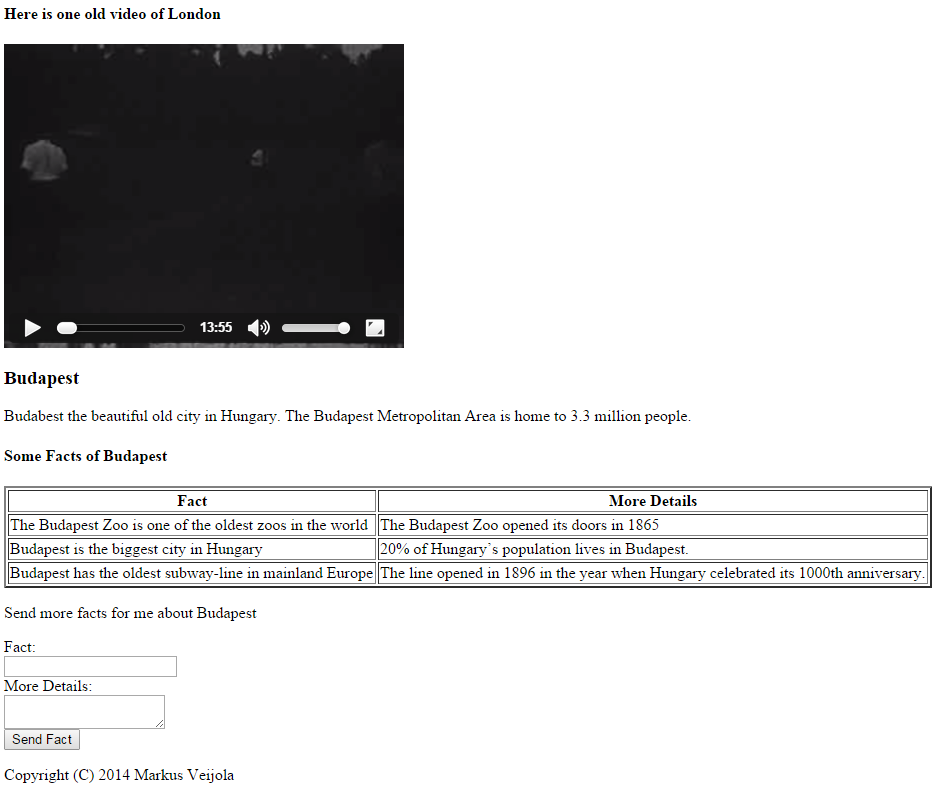 Here is one old video of London
13:55
Budapest
Budabest the beautiful old city in Hungary. The Budapest Metropolitan Area is home to 3.3 million people.
Some Facts of Budapest
Fact More Details
The Budapest Zoo is one of the oldest zoos in the world The Budapest Zoo opened its doors in 1865
Budapest is the biggest city in Hungary 20% of Hungary's population lives in Budapest.
Budapest has the oldest subway-line in mainland Europe The line opened in 1896 in the year when Hungary celebrated its 1000th anniversary.
Send more facts for me about Budapest
Fact:
More Details:
Send Fact
Copyright (C) 2014 Markus Veijola